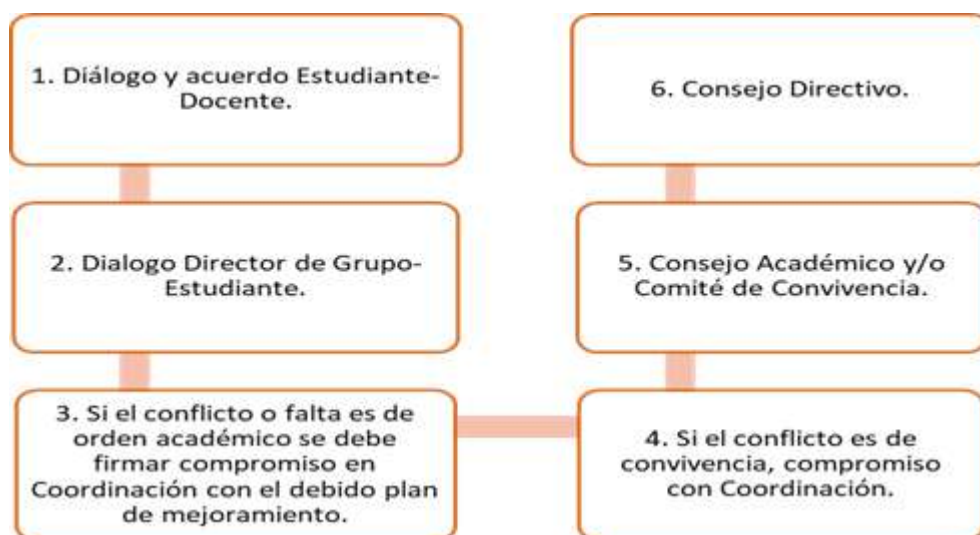 1. Diálogo y acuerdo Estudiante-
Docente.
2. Dialogo Director de Grupo-
Estudiante.
3. Si el conflicto o falta es de
orden académico se debe
firmar compromiso en
Coordinación con el debido plan
de mejoramiento.
4. Si el conflicto es de
convivencia, compromiso
con Coordinación.
5. Consejo Académico y/o
Comité de Convivencia.
6. Consejo Directivo.